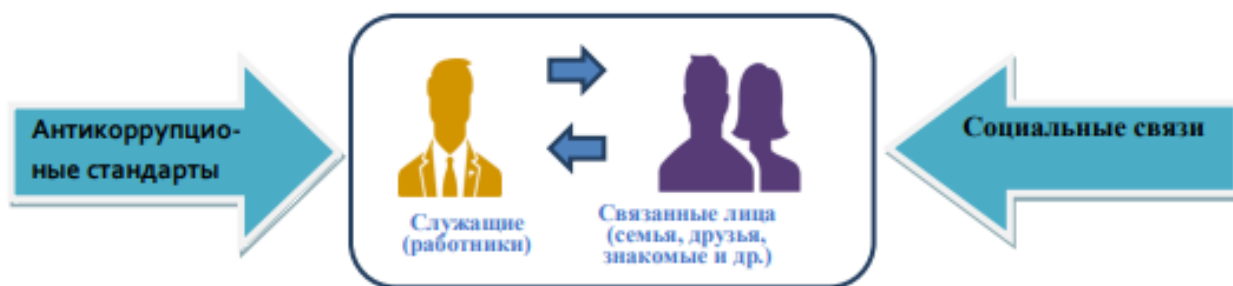 Антикоррупцио-
ные стандарты
Служащие
(работники)
Связанные лица
(семья, друзья,
знакомые и др.)
Социальные связи